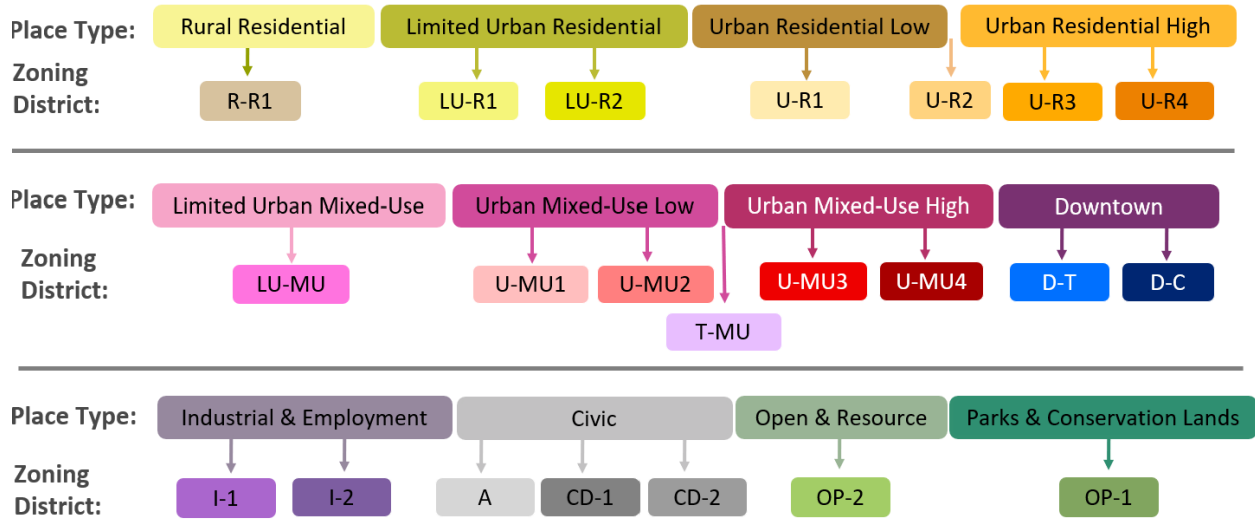 Place Type: Rural Residential Limited Urban Residential Urban Residential Low Urban Residential High
Zoning
District: R-R1 LU-R1 LU-R2 U-R1 U-R2 U-R3 U-R4
Place Type: Limited Urban Mixed-Use Urban Mixed-Use Low Urban Mixed-Use High Downtown
Zoning
District: LU-MU U-MU1 U-MU2 U-MU3 U-MU4 D-T D-C
T-MU
Place Type: Industrial & Employment Civic Open & Resource Parks & Conservation Lands
Zoning
District: I-1 I-2 A CD-1 CD-2 OP-2 OP-1